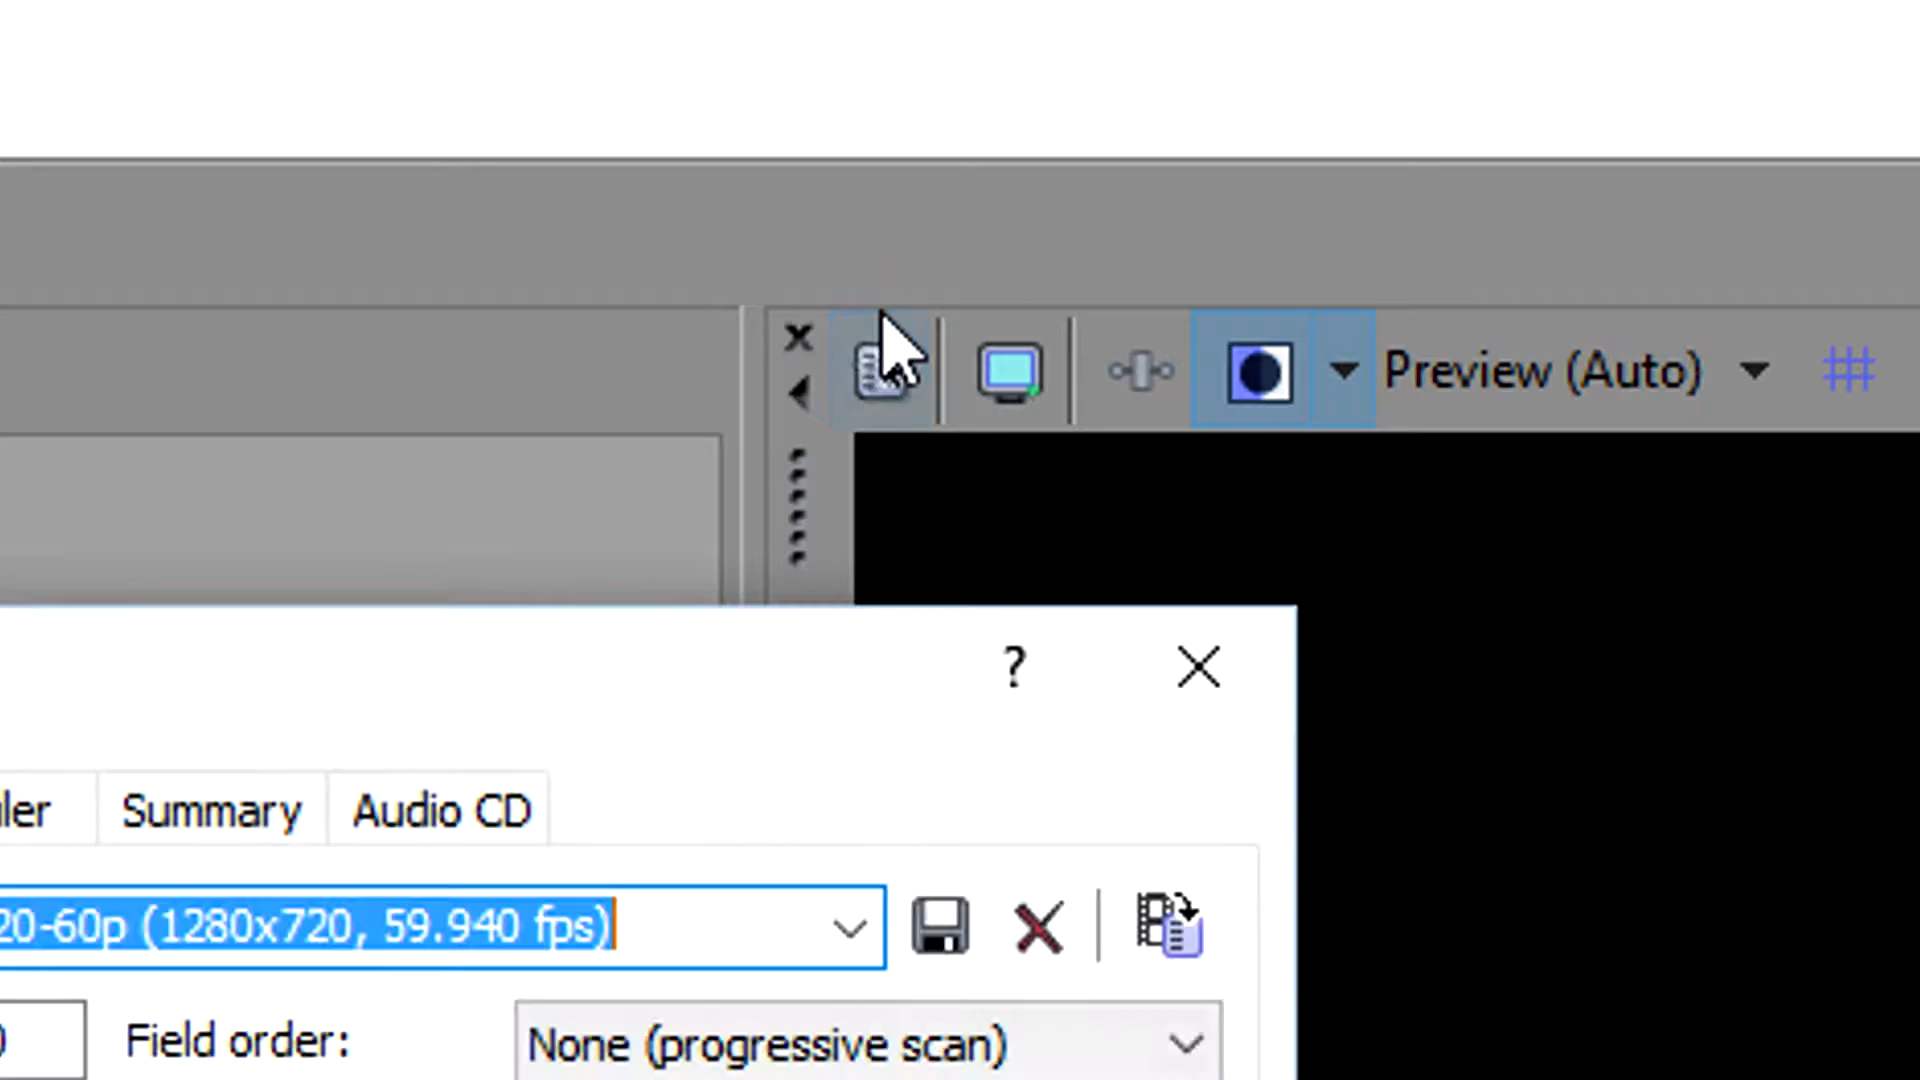 Preview (Auto)
?
ler
Summary
Audio CD
20-60p (1280x720, 59.940 fps)
Field order:
None (progressive scan)